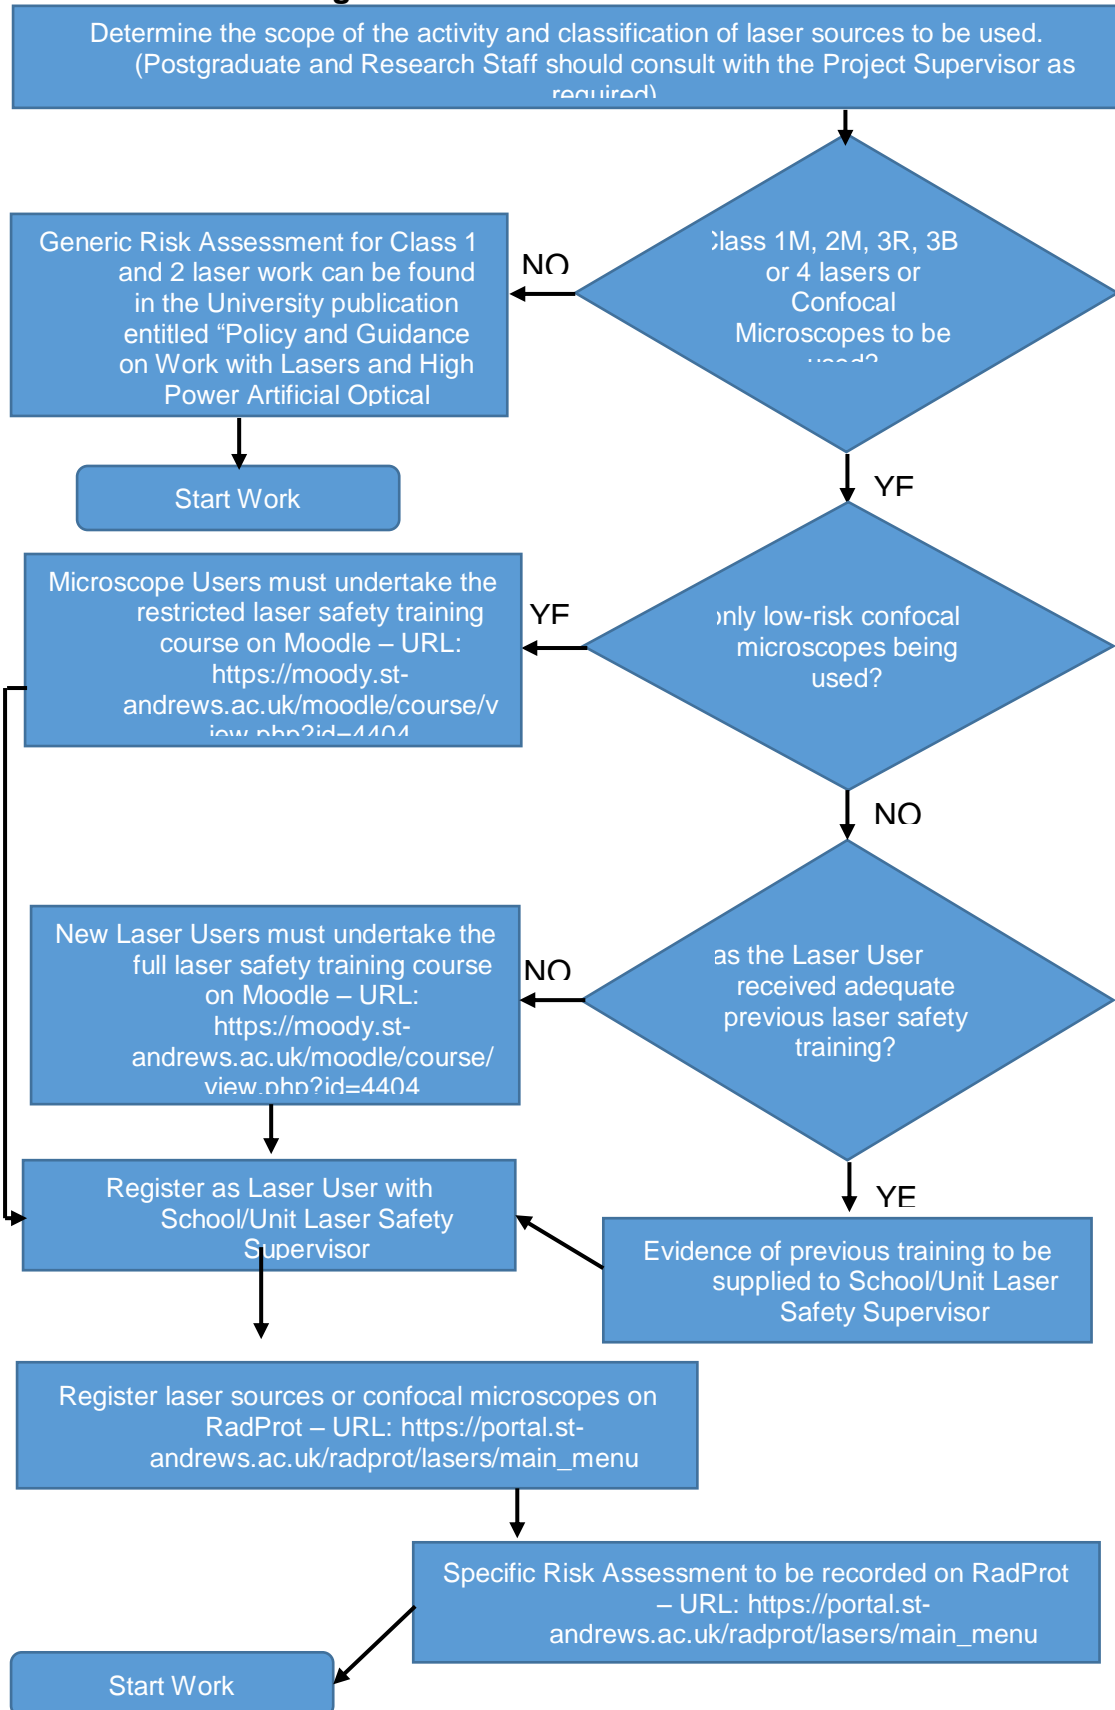 Determine the scope of the activity and classification of laser sources to be used.
(Postgraduate and Research Staff should consult with the Project Supervisor as
required)
Generic Risk Assessment for Class 1
and 2 laser work can be found
in the University publication
entitled “Policy and Guidance
on Work with Lasers and High
Power Artificial Optical
NO
Class 1M, 2M, 3R, 3B
or 4 lasers or
Confocal
Microscopes to be
used?
Start Work
YE
Microscope Users must undertake the
restricted laser safety training
course on Moodle – URL:
https://moody.st-
andrews.ac.uk/moodle/course/v
iew.php?id=4404
YE
only low-risk confocal
microscopes being
used?
NO
New Laser Users must undertake the
full laser safety training course
on Moodle – URL:
https://moody.st-
andrews.ac.uk/moodle/course/
view.php?id=4404
NO
as the Laser User
received adequate
previous laser safety
training?
YE
Register as Laser User with
School/Unit Laser Safety
Supervisor
Evidence of previous training to be
supplied to School/Unit Laser
Safety Supervisor
Register laser sources or confocal microscopes on
RadProt – URL: https://portal.st-
andrews.ac.uk/radprot/lasers/main_menu
Specific Risk Assessment to be recorded on RadProt
– URL: https://portal.st-
andrews.ac.uk/radprot/lasers/main_menu
Start Work